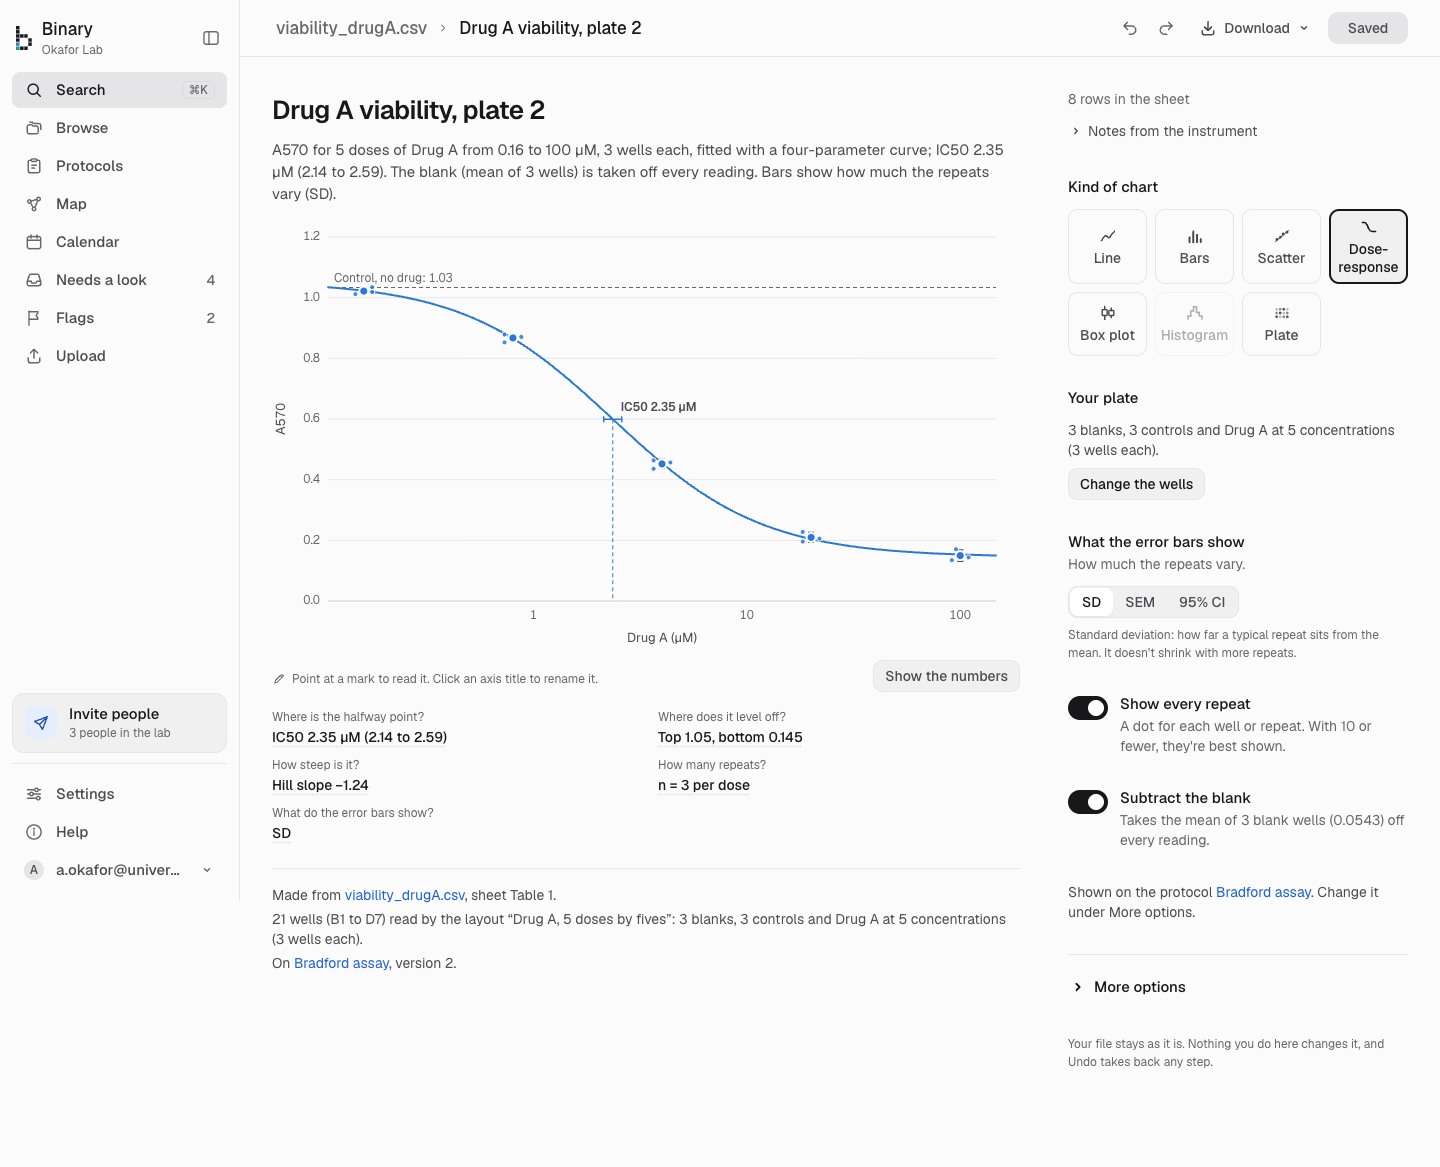 Binary
Okafor Lab
Search
⌘K
Browse
Protocols
Map
Calendar
Needs a look
4
Flags
2
Upload
Invite people
3 people in the lab
Settings
Help
A
a.okafor@univer...
viability_drugA.csv
Drug A viability, plate 2
Download
Saved
Drug A viability, plate 2
A570 for 5 doses of Drug A from 0.16 to 100 µM, 3 wells each, fitted with a four-parameter curve; IC50 2.35
µM (2.14 to 2.59). The blank (mean of 3 wells) is taken off every reading. Bars show how much the repeats
vary (SD).
1.2
Control, no drug: 1.03
1.0
0.8
0.6
IC50 2.35 µM
A570
0.4
0.2
0.0
1
10
100
Drug A (µM)
Point at a mark to read it. Click an axis title to rename it.
Show the numbers
Where is the halfway point?
IC50 2.35 µM (2.14 to 2.59)
Where does it level off?
Top 1.05, bottom 0.145
How steep is it?
Hill slope −1.24
How many repeats?
n = 3 per dose
What do the error bars show?
SD
Made from viability_drugA.csv, sheet Table 1.
21 wells (B1 to D7) read by the layout “Drug A, 5 doses by fives”: 3 blanks, 3 controls and Drug A at 5 concentrations
(3 wells each).
On Bradford assay, version 2.
8 rows in the sheet
Notes from the instrument
Kind of chart
Line
Bars
Scatter
Dose-
response
Box plot
Histogram
Plate
Your plate
3 blanks, 3 controls and Drug A at 5 concentrations
(3 wells each).
Change the wells
What the error bars show
How much the repeats vary.
SD
SEM
95% CI
Standard deviation: how far a typical repeat sits from the
mean. It doesn't shrink with more repeats.
Show every repeat
A dot for each well or repeat. With 10 or
fewer, they're best shown.
Subtract the blank
Takes the mean of 3 blank wells (0.0543) off
every reading.
Shown on the protocol Bradford assay. Change it
under More options.
More options
Your file stays as it is. Nothing you do here changes it, and
Undo takes back any step.